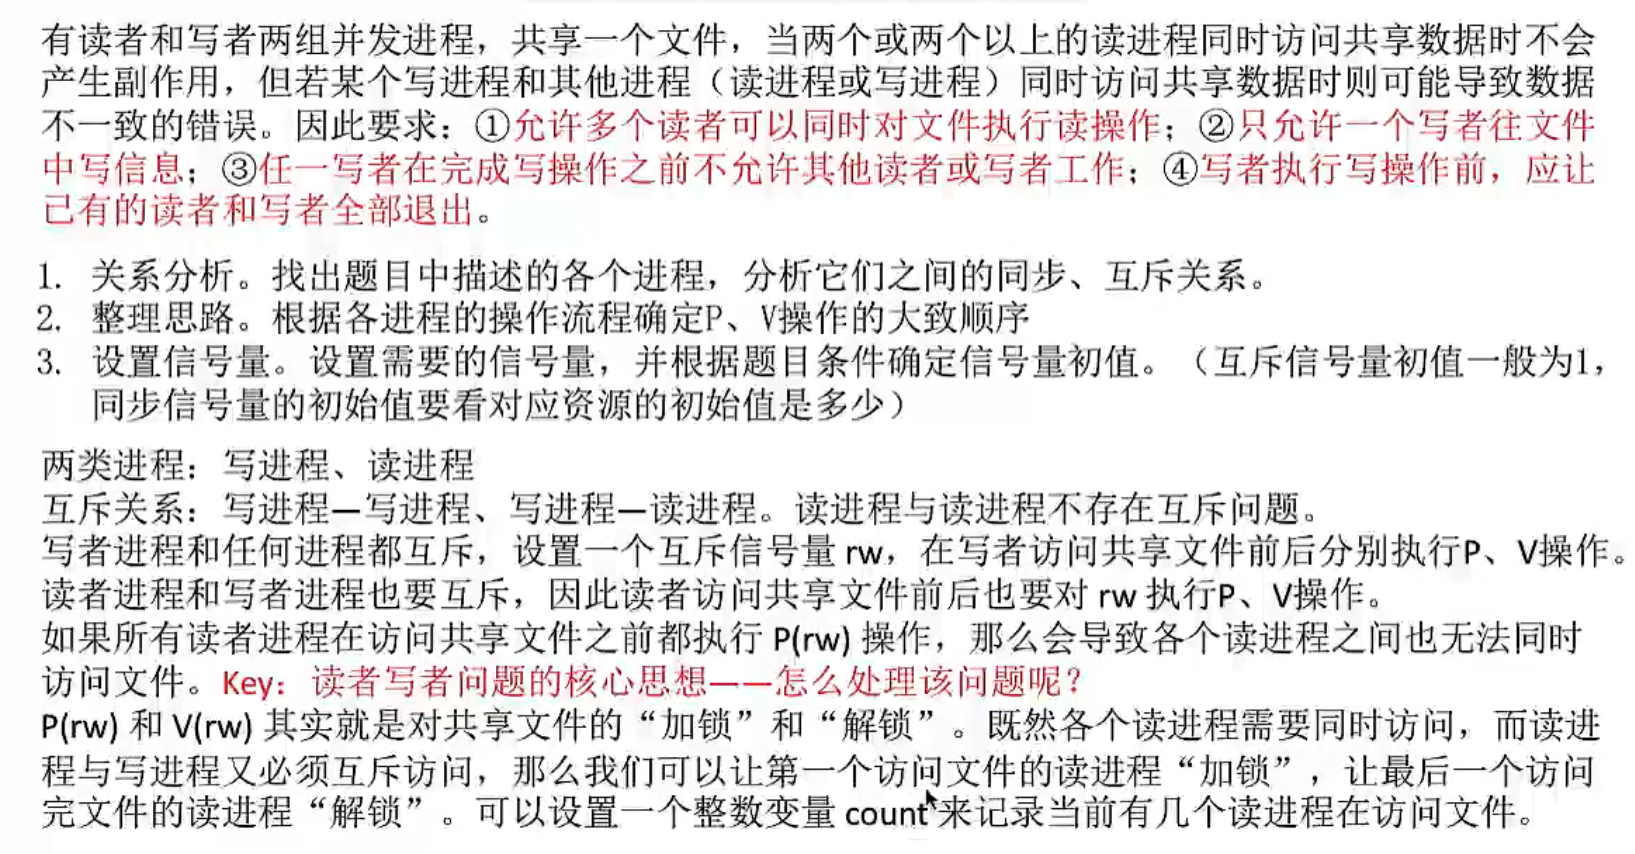 有读者和写者两组并发进程，共享一个文件，当两个或两个以上的读进程同时访问共享数据时不会
产生副作用，但若某个写进程和其他进程（读进程或写进程）同时访问共享数据时则可能导致数据
不一致的错误。因此要求：①允许多个读者可以同时对文件执行读操作；②只允许一个写者往文件
中写信息；③任一写者在完成写操作之前不允许其他读者或写者工作；④写者执行写操作前，应让
已有的读者和写者全部退出。
1. 关系分析。找出题目中描述的各个进程，分析它们之间的同步、互斥关系。
2. 整理思路。根据各进程的操作流程确定P、V操作的大致顺序
3. 设置信号量。设置需要的信号量，并根据题目条件确定信号量初值。（互斥信号量初值一般为1，
同步信号量的初始值要看对应资源的初始值是多少）
两类进程：写进程、读进程
互斥关系：写进程—写进程、写进程—读进程。读进程与读进程不存在互斥问题。
写者进程和任何进程都互斥，设置一个互斥信号量 rw，在写者访问共享文件前后分别执行P、V操作。
读者进程和写者进程也要互斥，因此读者访问共享文件前后也要对 rw 执行P、V操作。
如果所有读者进程在访问共享文件之前都执行 P(rw) 操作，那么会导致各个读进程之间也无法同时
访问文件。Key：读者写者问题的核心思想——怎么处理该问题呢？
P(rw) 和 V(rw) 其实就是对共享文件的“加锁”和“解锁”。既然各个读进程需要同时访问，而读进
程与写进程又必须互斥访问，那么我们可以让第一个访问文件的读进程“加锁”，让最后一个访问
完文件的读进程“解锁”。可以设置一个整数变量 count 来记录当前有几个读进程在访问文件。